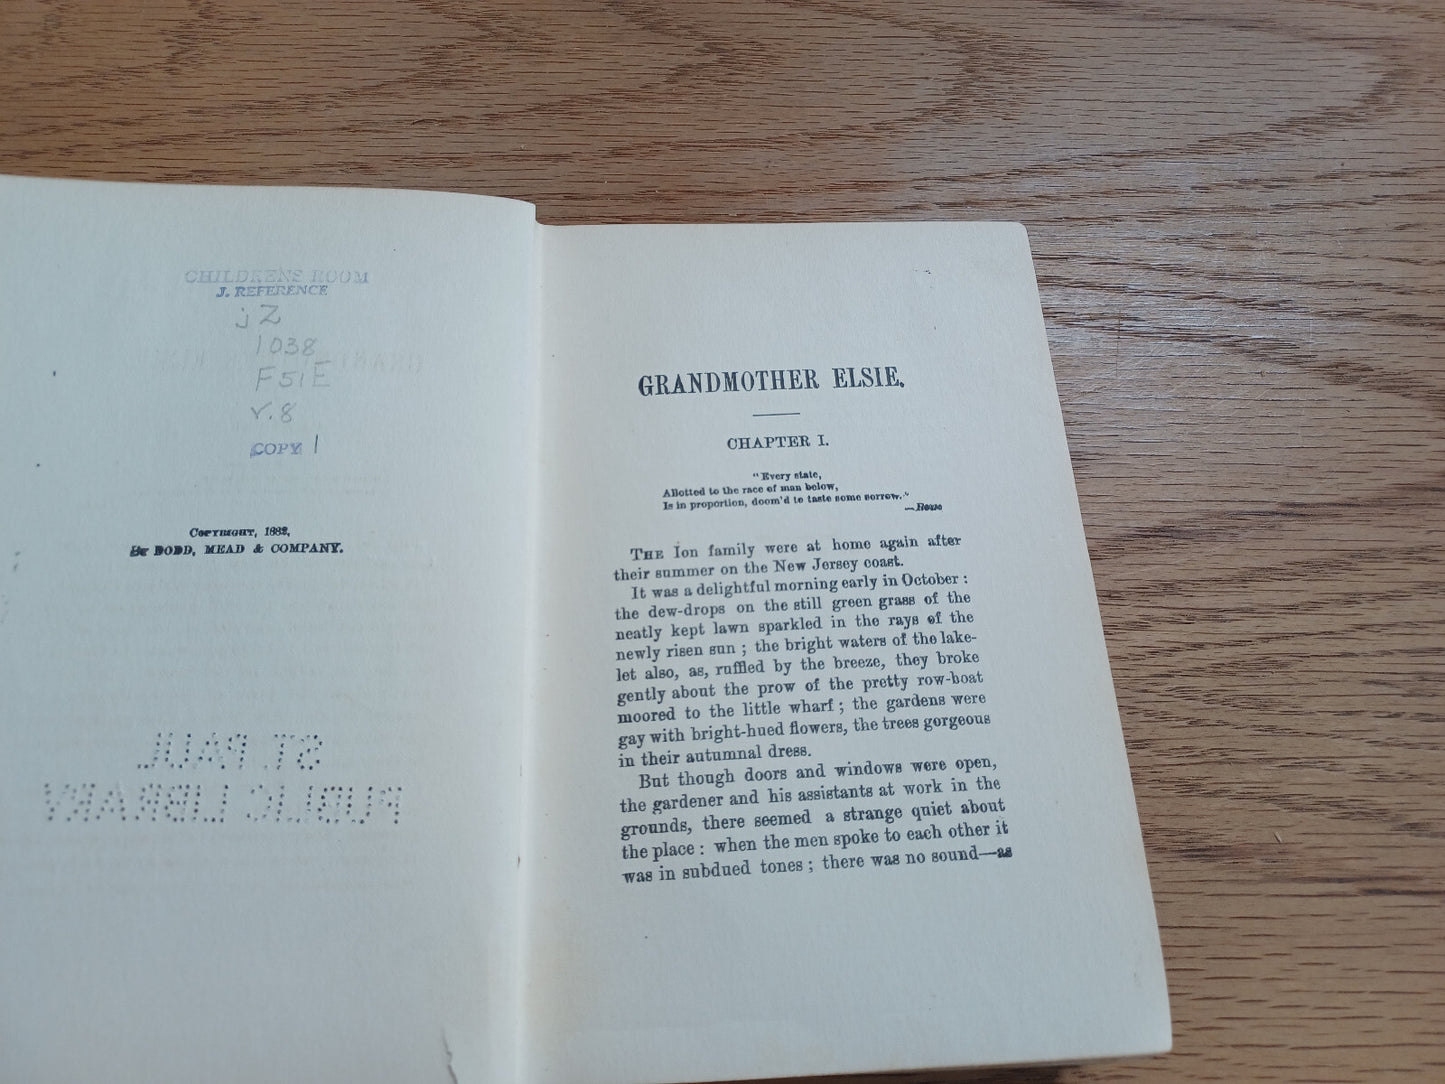 CHILDRENS ROOM
J. REFERENCE
jZ
1038
F51E
v.8
COPY 1
COPYRIGHT, 1882,
BY DODD, MEAD & COMPANY.
ST. PAUL
PUBLIC LIBRARY
GRANDMOTHER ELSIE.
CHAPTER I.
"Every state,
Allotted to the race of man below,
Is in proportion, doom'd to taste some sorrow."
—Rowe
THE Ion family were at home again after
their summer on the New Jersey coast.
It was a delightful morning early in October :
the dew-drops on the still green grass of the
neatly kept lawn sparkled in the rays of the
newly risen sun ; the bright waters of the lake-
let also, as, ruffled by the breeze, they broke
gently about the prow of the pretty row-boat
moored to the little wharf ; the gardens were
gay with bright-hued flowers, the trees gorgeous
in their autumnal dress.
But though doors and windows were open,
the gardener and his assistants at work in the
grounds, there seemed a strange quiet about
the place : when the men spoke to each other it
was in subdued tones ; there was no sound—as